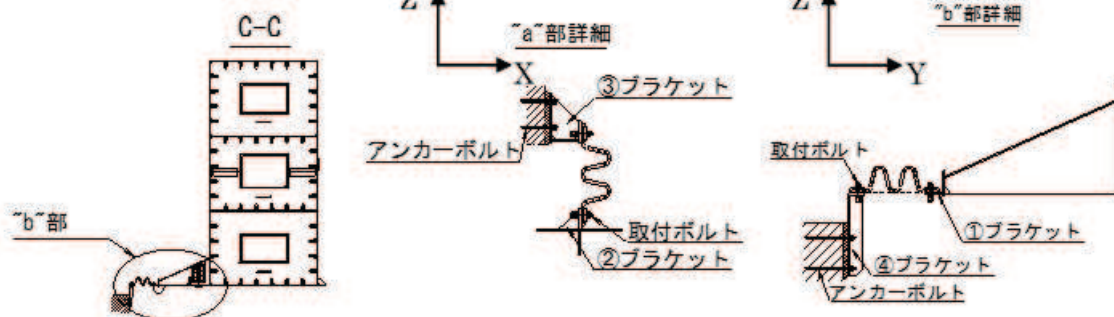 C-C
"b"部
Z
X
"a"部詳細
③ブラケット
アンカーボルト
取付ボルト
②ブラケット
Z
Y
"b"部詳細
取付ボルト
①ブラケット
④ブラケット
アンカーボルト